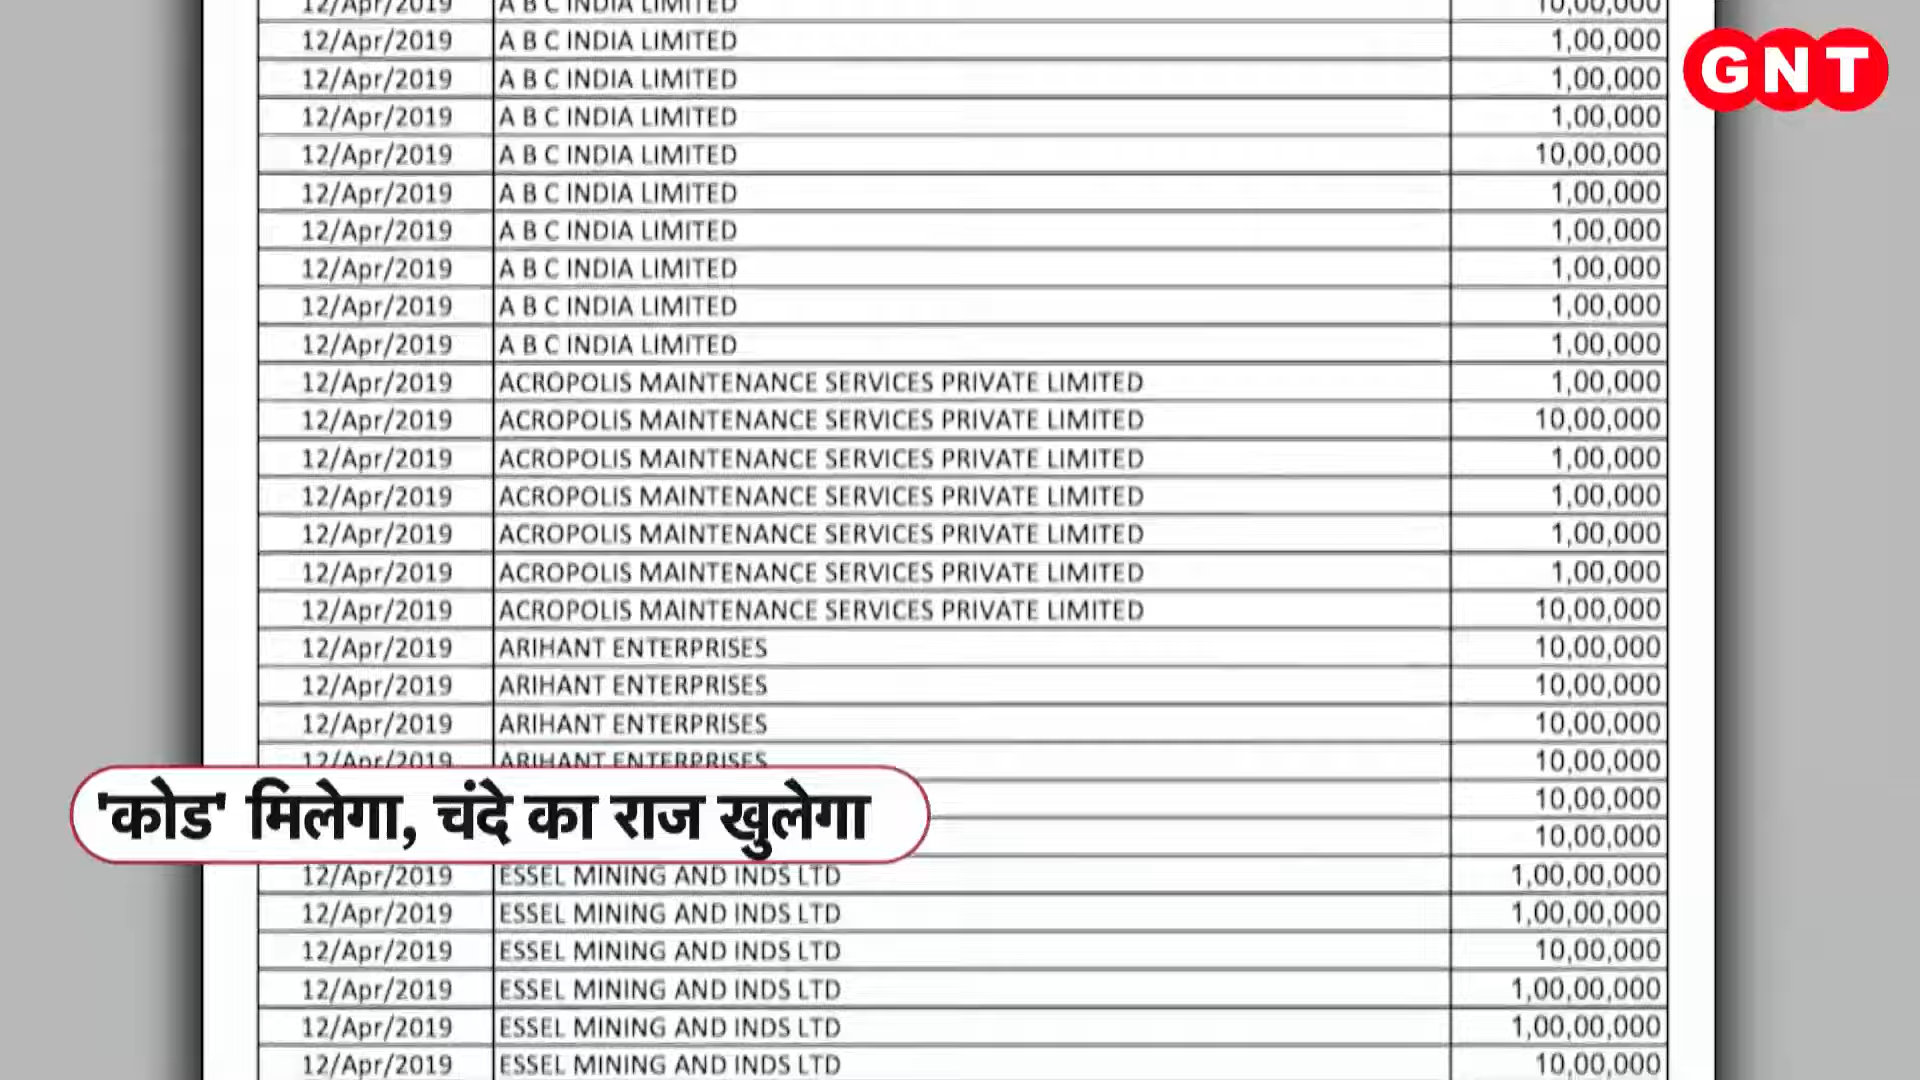 12/Apr/2019 A B C INDIA LIMITED 10,00,000
12/Apr/2019 A B C INDIA LIMITED 1,00,000
12/Apr/2019 A B C INDIA LIMITED 1,00,000
12/Apr/2019 A B C INDIA LIMITED 1,00,000
12/Apr/2019 A B C INDIA LIMITED 10,00,000
12/Apr/2019 A B C INDIA LIMITED 1,00,000
12/Apr/2019 A B C INDIA LIMITED 1,00,000
12/Apr/2019 A B C INDIA LIMITED 1,00,000
12/Apr/2019 A B C INDIA LIMITED 1,00,000
12/Apr/2019 A B C INDIA LIMITED 1,00,000
12/Apr/2019 ACROPOLIS MAINTENANCE SERVICES PRIVATE LIMITED 1,00,000
12/Apr/2019 ACROPOLIS MAINTENANCE SERVICES PRIVATE LIMITED 10,00,000
12/Apr/2019 ACROPOLIS MAINTENANCE SERVICES PRIVATE LIMITED 1,00,000
12/Apr/2019 ACROPOLIS MAINTENANCE SERVICES PRIVATE LIMITED 1,00,000
12/Apr/2019 ACROPOLIS MAINTENANCE SERVICES PRIVATE LIMITED 1,00,000
12/Apr/2019 ACROPOLIS MAINTENANCE SERVICES PRIVATE LIMITED 1,00,000
12/Apr/2019 ACROPOLIS MAINTENANCE SERVICES PRIVATE LIMITED 10,00,000
12/Apr/2019 ARIHANT ENTERPRISES 10,00,000
12/Apr/2019 ARIHANT ENTERPRISES 10,00,000
12/Apr/2019 ARIHANT ENTERPRISES 10,00,000
12/Apr/2019 ARIHANT ENTERPRISES 10,00,000
10,00,000
10,00,000
12/Apr/2019 ESSEL MINING AND INDS LTD 1,00,00,000
12/Apr/2019 ESSEL MINING AND INDS LTD 1,00,00,000
12/Apr/2019 ESSEL MINING AND INDS LTD 10,00,000
12/Apr/2019 ESSEL MINING AND INDS LTD 1,00,00,000
12/Apr/2019 ESSEL MINING AND INDS LTD 1,00,00,000
12/Apr/2019 ESSEL MINING AND INDS LTD 10,00,000
'कोड' मिलेगा, चंदे का राज खुलेगा
GNT